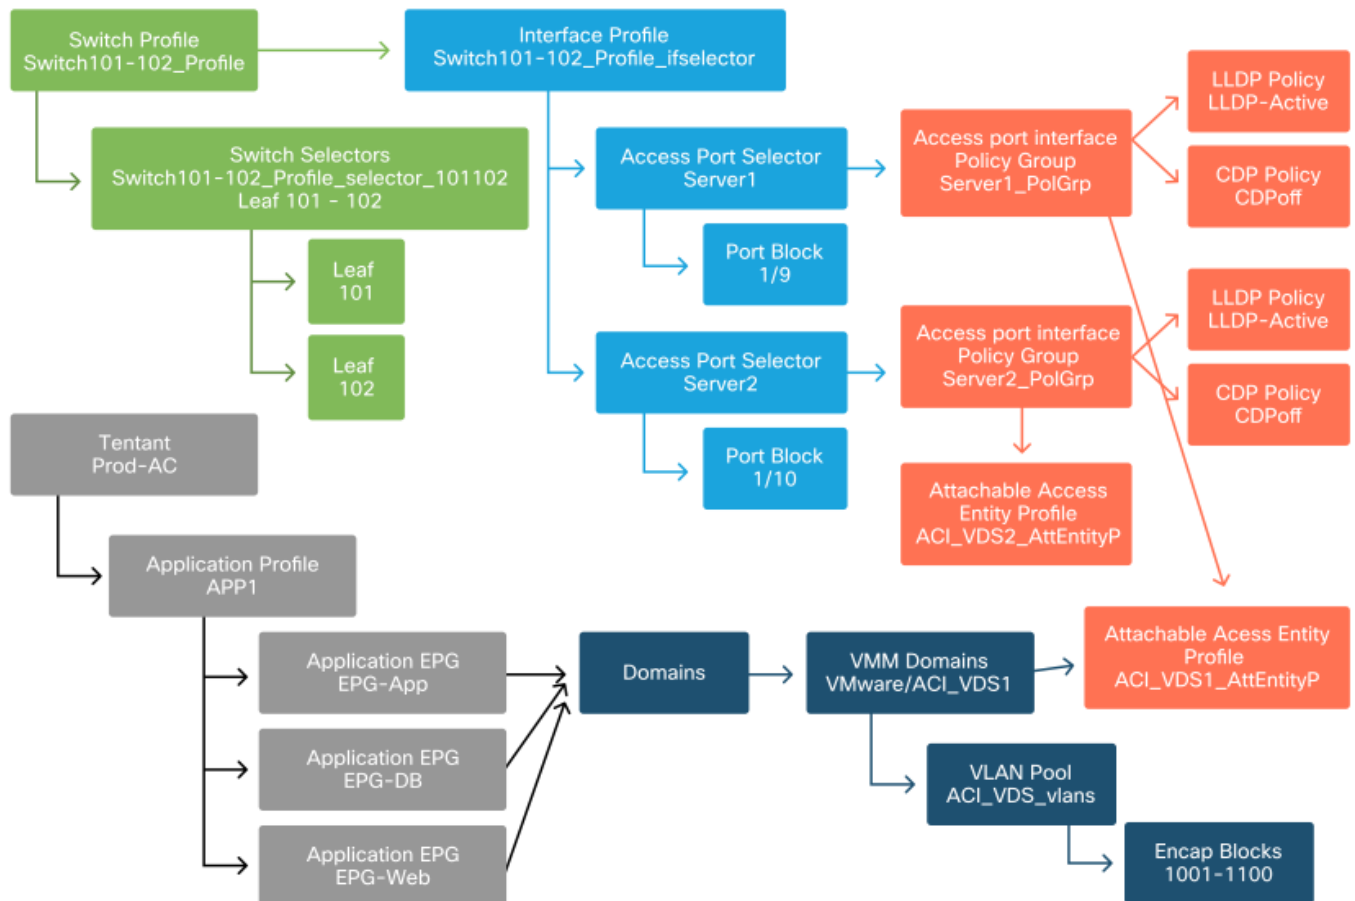 Switch Profile
Switch101-102_Profile
Interface Profile
Switch101-102_Profile_ifselector
LLDP Policy
LLDP-Active
Switch Selectors
Switch101-102_Profile_selector_101102
Leaf 101 - 102
Access Port Selector
Server1
Access port interface
Policy Group
Server1_PolGrp
CDP Policy
CDPoff
Leaf
101
Port Block
1/9
LLDP Policy
LLDP-Active
Leaf
102
Access Port Selector
Server2
Access port interface
Policy Group
Server2_PolGrp
CDP Policy
CDPoff
Tentant
Prod-AC
Port Block
1/10
Attachable Access
Entity Profile
ACI_VDS2_AttEntityP
Application Profile
APP1
Application EPG
EPG-App
Domains
VMM Domains
VMware/ACI_VDS1
Attachable Acess Entity
Profile
ACI_VDS1_AttEntityP
Application EPG
EPG-DB
VLAN Pool
ACI_VDS_vlans
Application EPG
EPG-Web
Encap Blocks
1001-1100